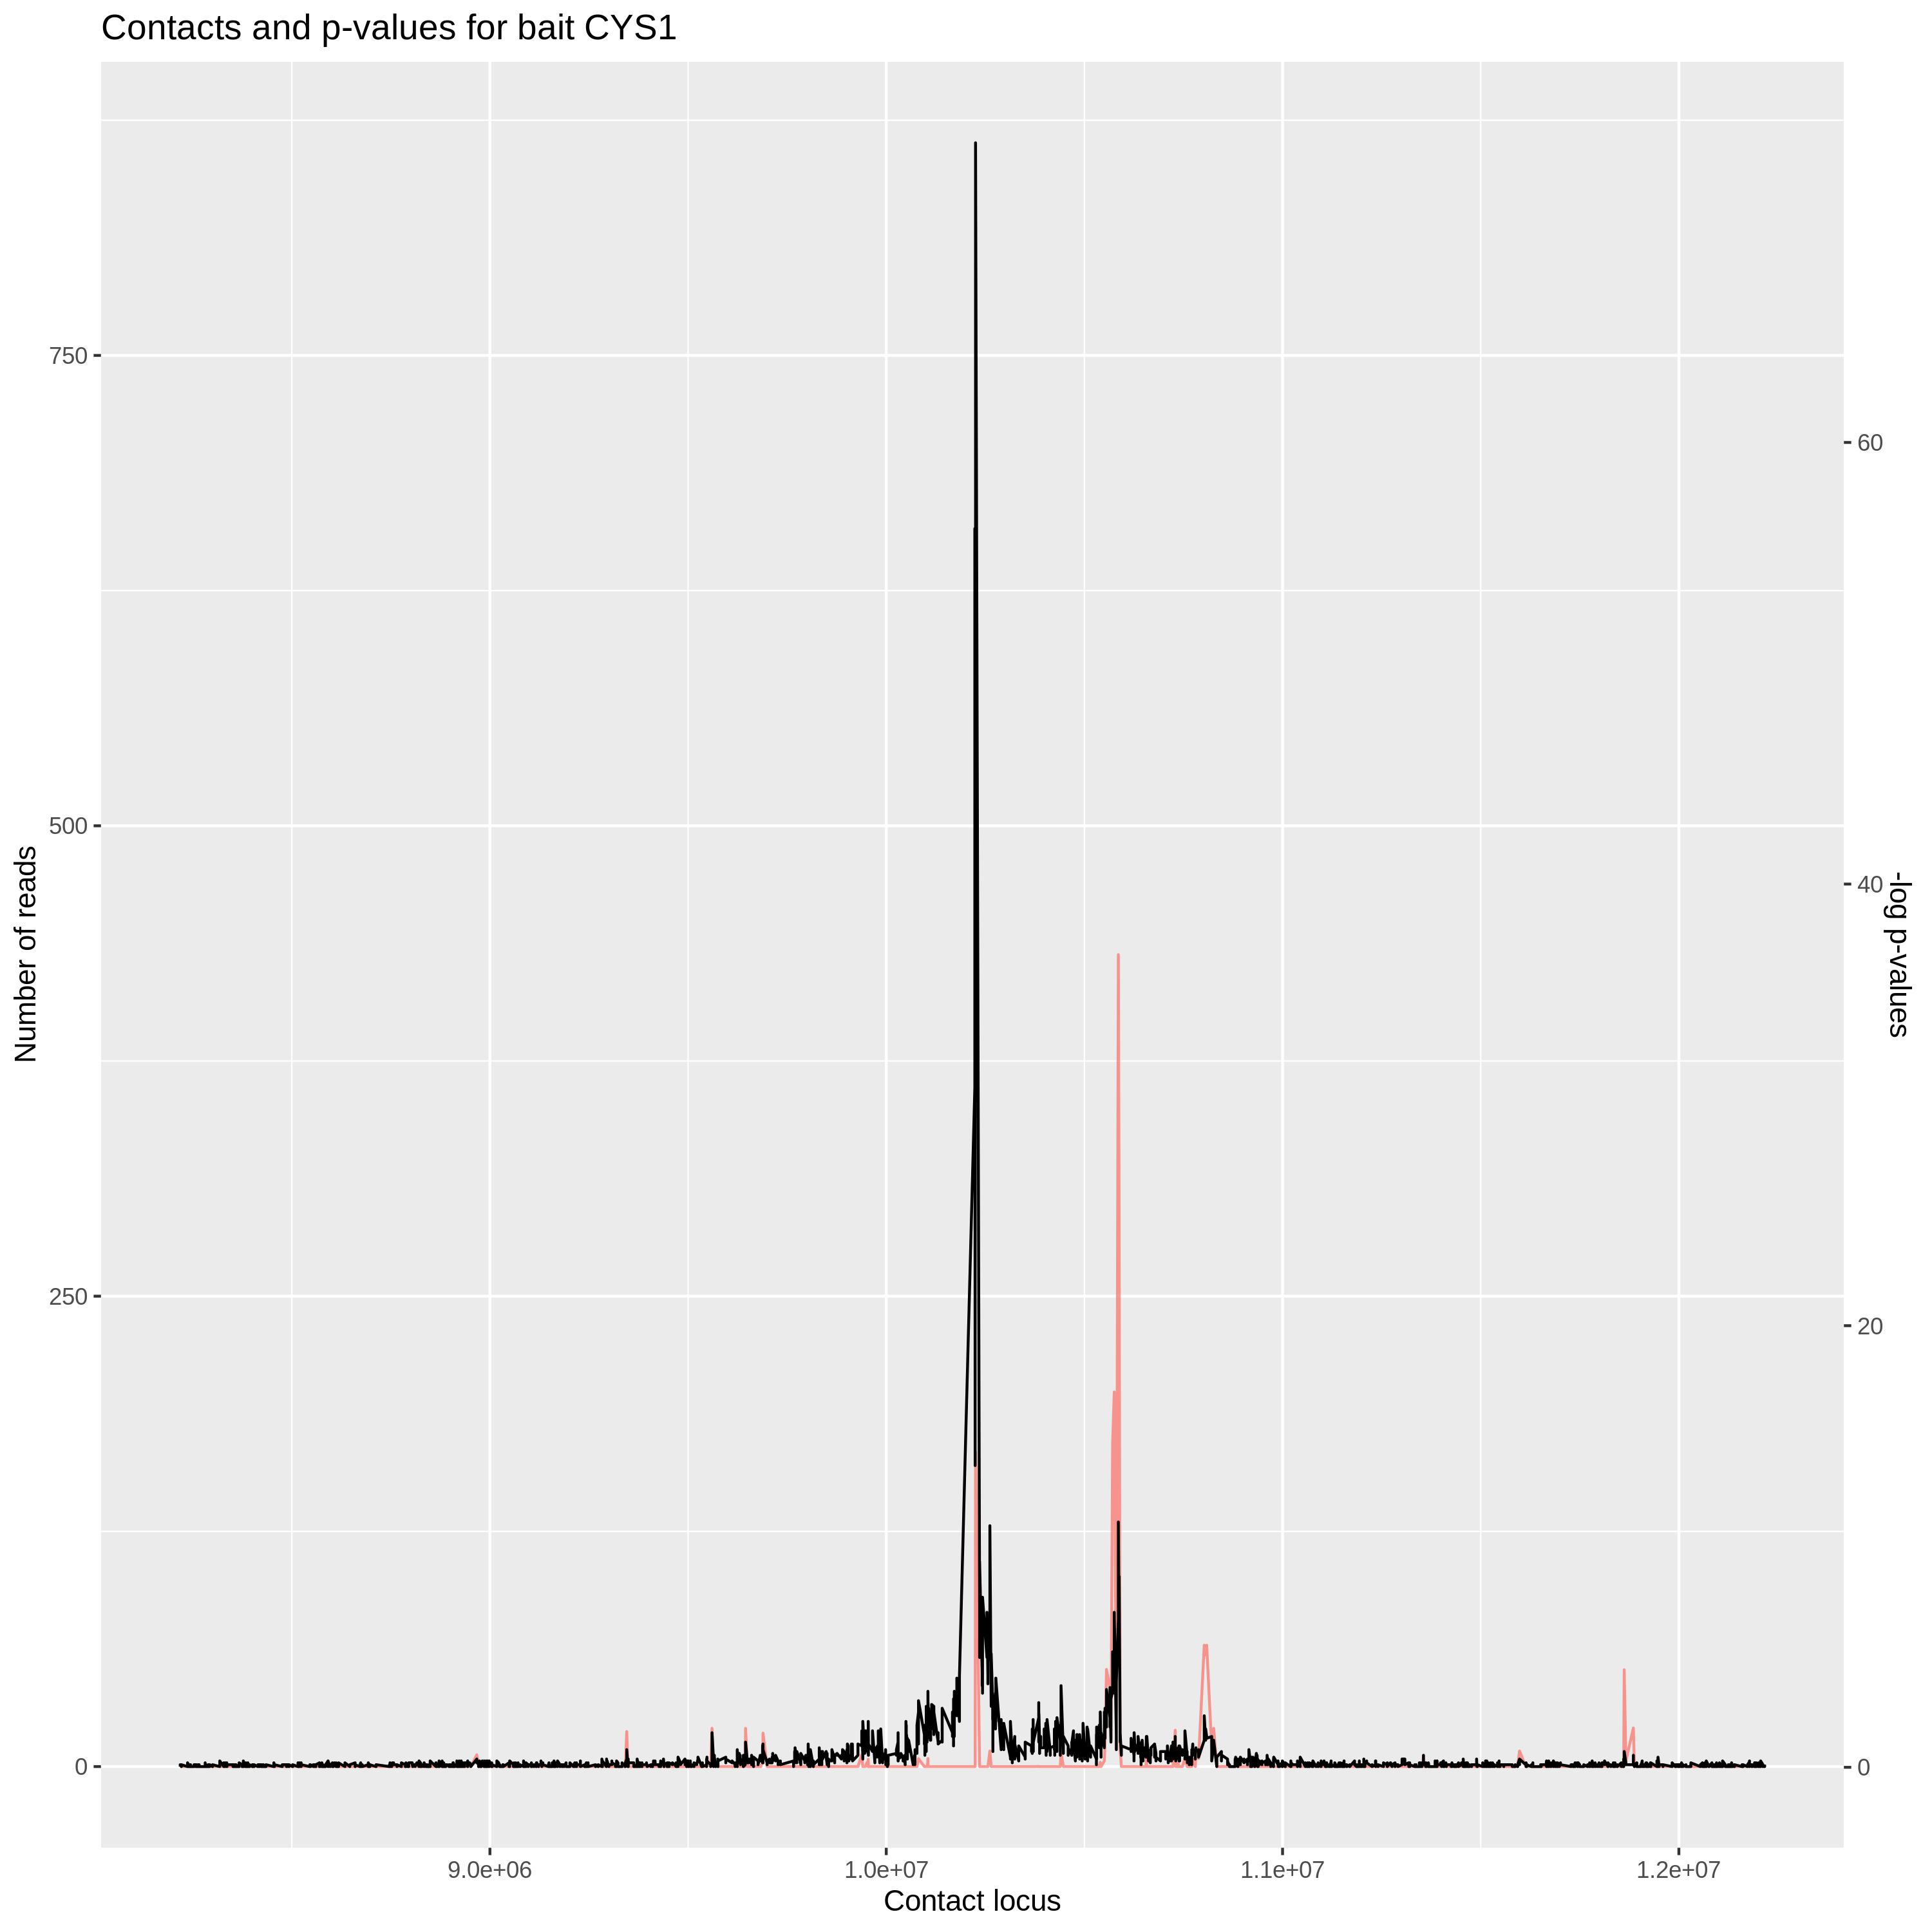 Contacts and p-values for bait CYS1
750
500
250
0
Number of reads
60
40
20
0
-log p-values
9.0e+06
1.0e+07
1.1e+07
1.2e+07
Contact locus